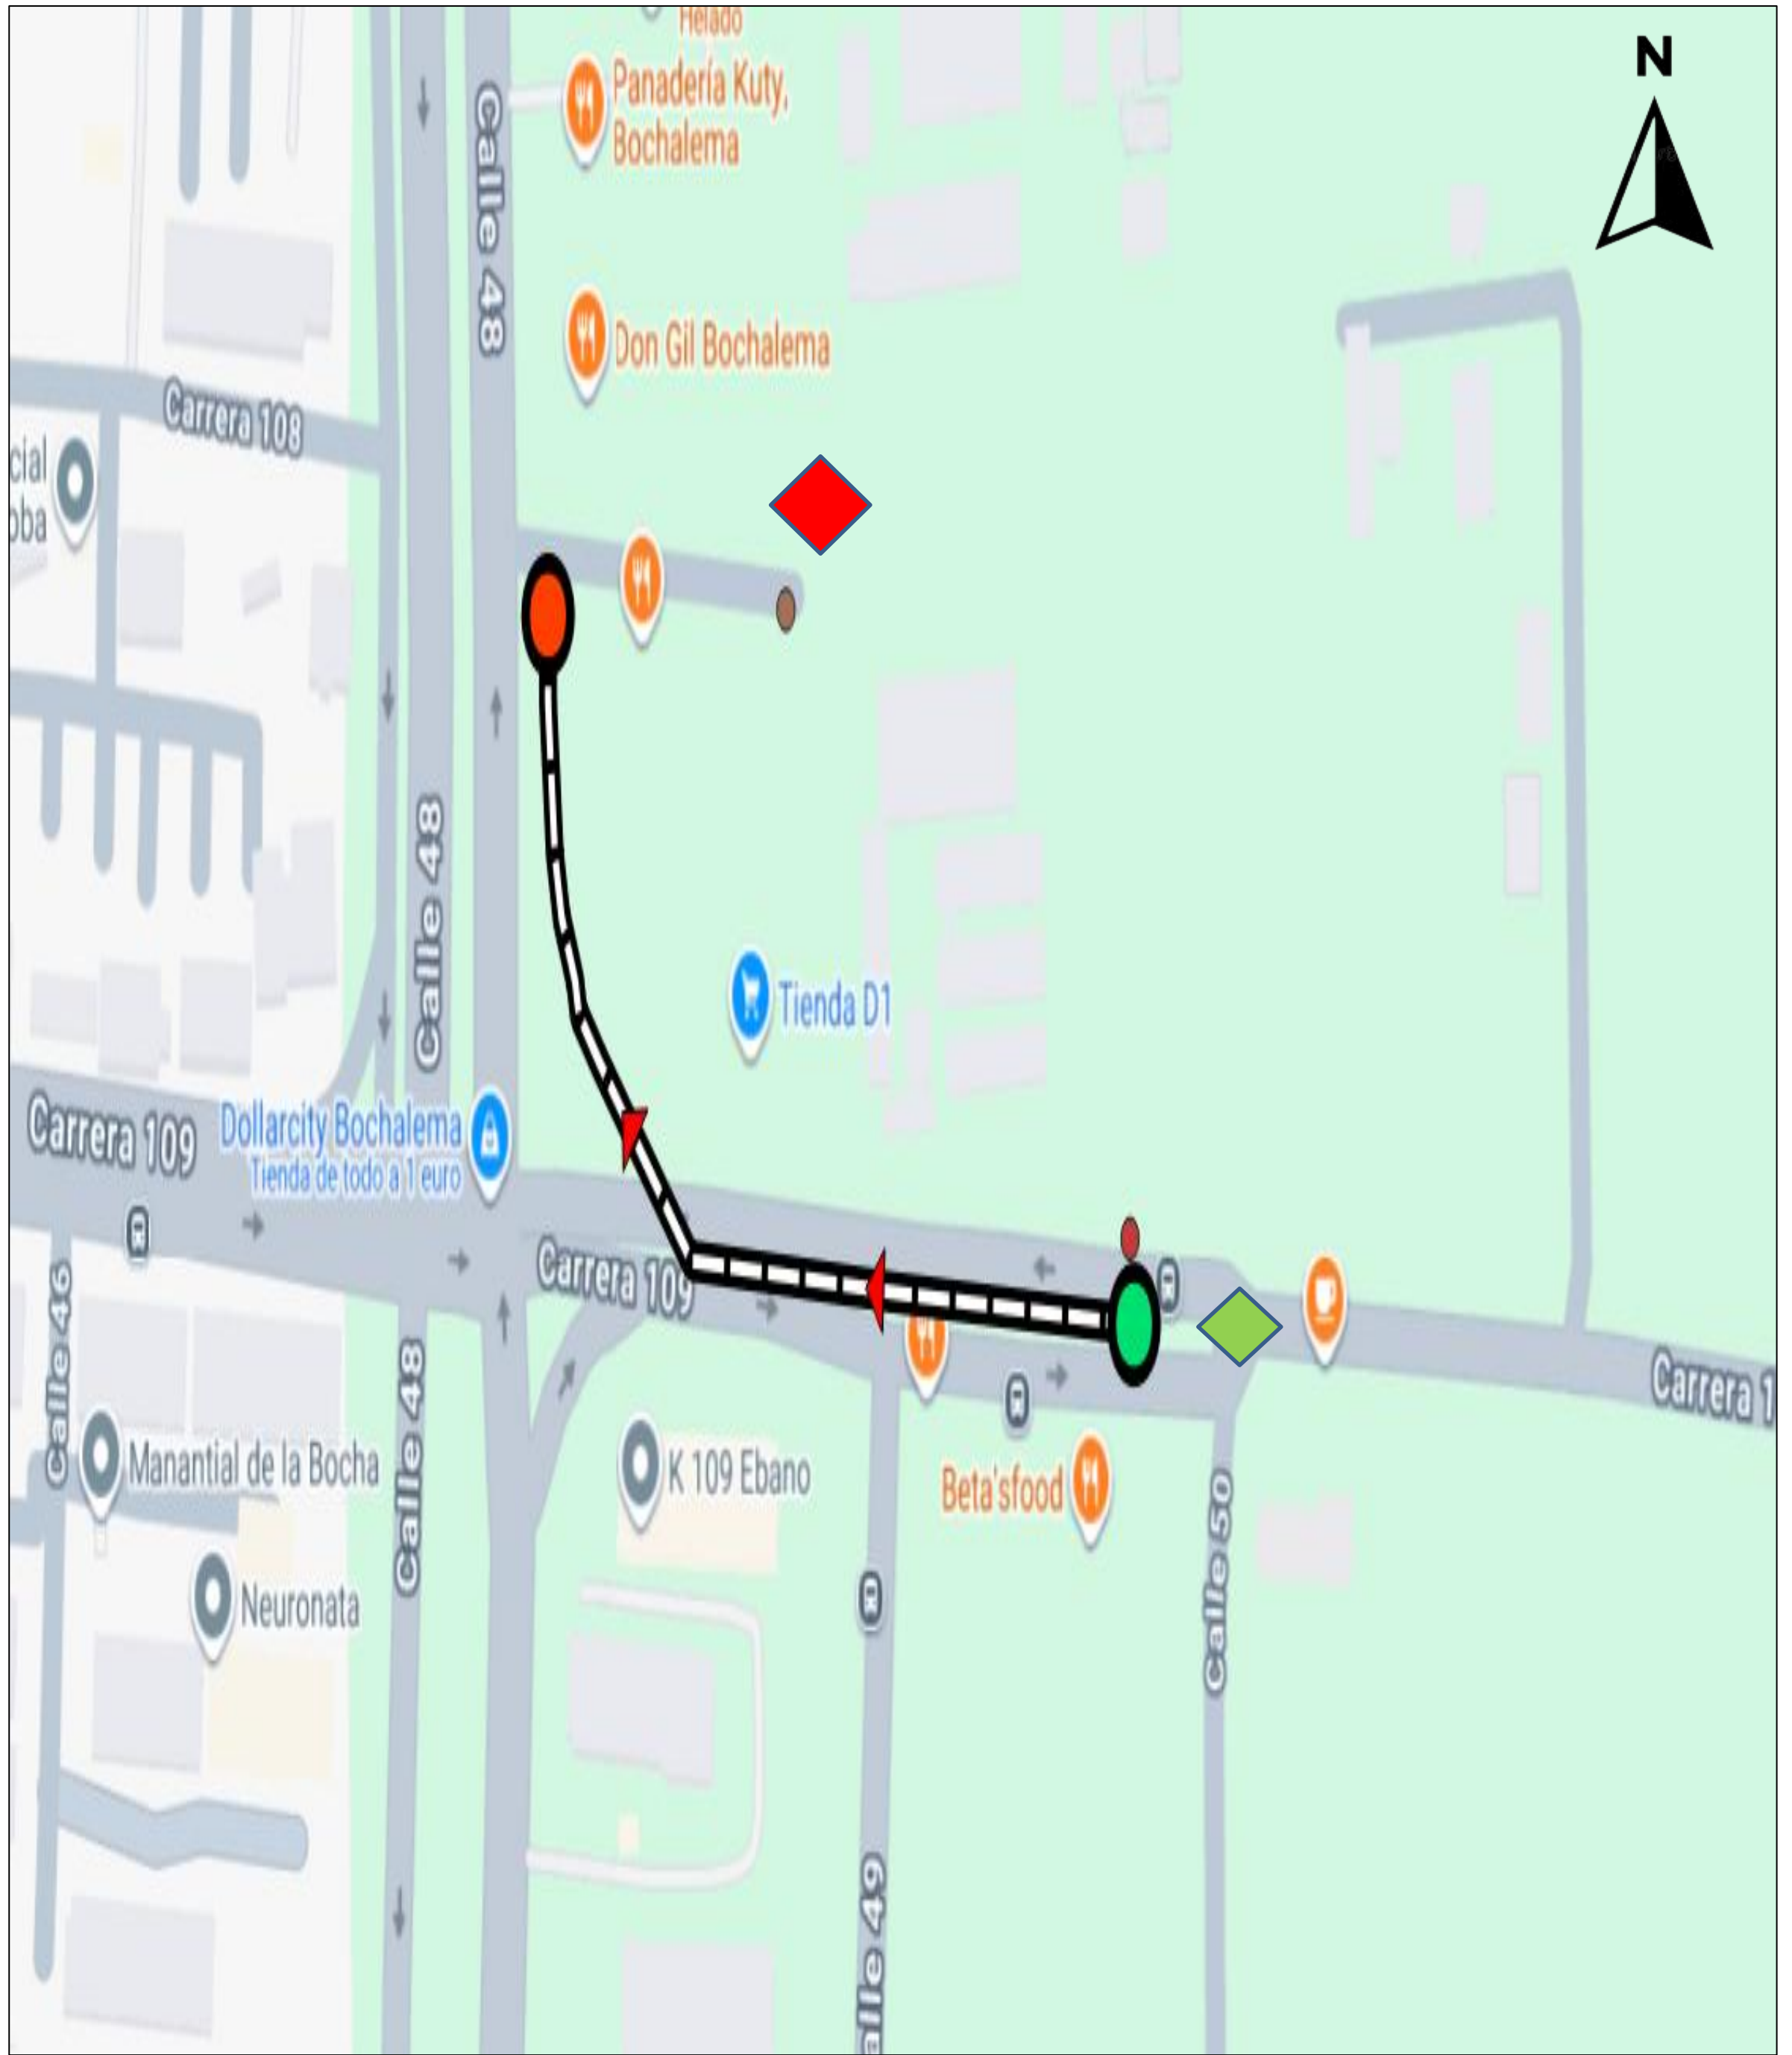 Helado
N
Panadería Kuty,
Bochalema
Calle 48
Don Gil Bochalema
Carrera 108
cial
oba
Calle 48
Tienda D1
Carrera 109
Dollarcity Bochalema
Tienda de todo a 1 euro
Carrera 109
Calle 46
Calle 48
Carrera 1
Manantial de la Bocha
K 109 Ebano
Beta'sfood
Calle 50
Neuronata
alle 49